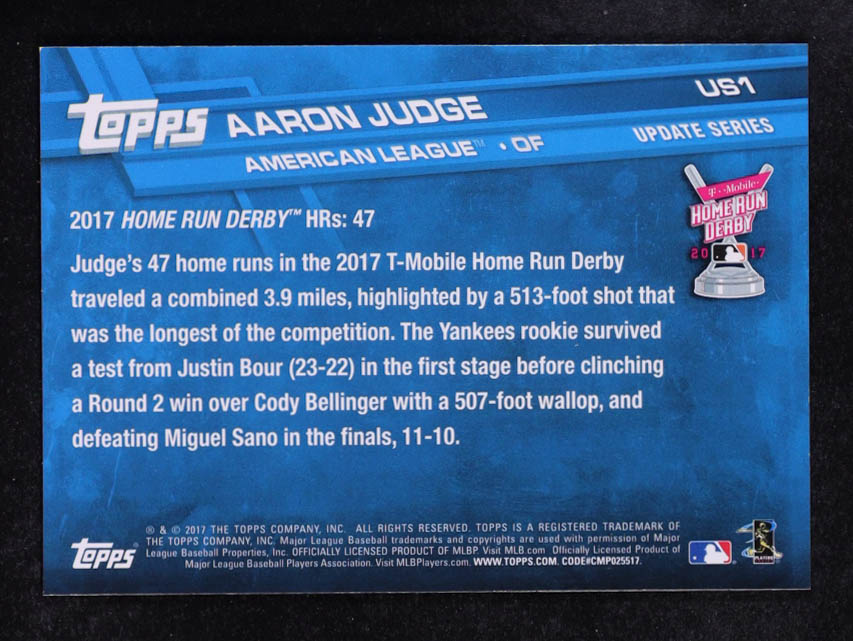 TOPPS AARON JUDGE US1
AMERICAN LEAGUE™ • OF UPDATE SERIES
T··Mobile·
HOME RUN
DERBY
2017
2017 HOME RUN DERBY™ HRs: 47
Judge's 47 home runs in the 2017 T-Mobile Home Run Derby
traveled a combined 3.9 miles, highlighted by a 513-foot shot that
was the longest of the competition. The Yankees rookie survived
a test from Justin Bour (23-22) in the first stage before clinching
a Round 2 win over Cody Bellinger with a 507-foot wallop, and
defeating Miguel Sano in the finals, 11-10.
TOPPS
® & © 2017 THE TOPPS COMPANY, INC. ALL RIGHTS RESERVED. TOPPS IS A REGISTERED TRADEMARK OF
THE TOPPS COMPANY, INC. Major League Baseball trademarks and copyrights are used with permission of Major
League Baseball Properties, Inc. OFFICIALLY LICENSED PRODUCT OF MLBP. Visit MLB.com Officially Licensed Product of
Major League Baseball Players Association. Visit MLBPlayers.com. WWW.TOPPS.COM. CODE#CMP025517.